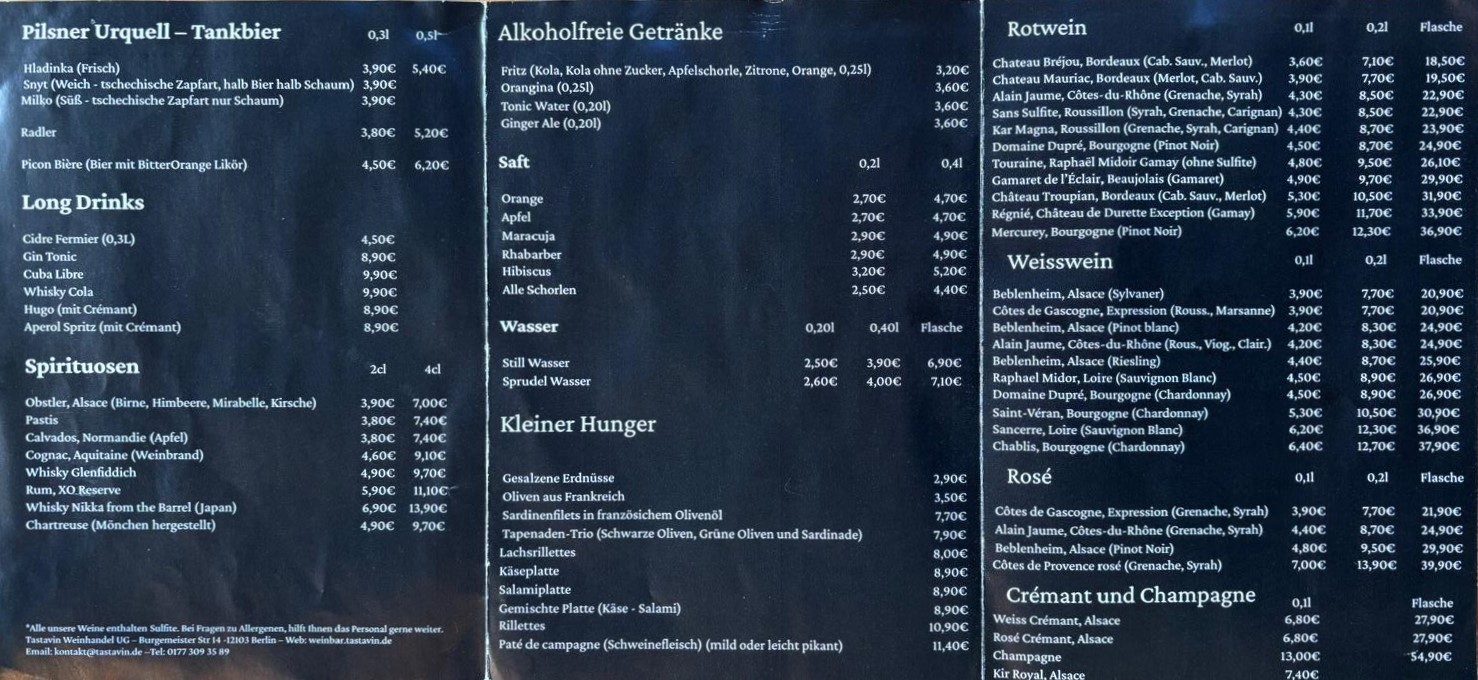 Pilsner Urquell – Tankbier 0,3l 0,5l
Hladinka (Frisch) 3,90€ 5,40€
Snyt (Weich - tschechische Zapfart, halb Bier halb Schaum) 3,90€
Milko (Süß - tschechische Zapfart nur Schaum) 3,90€
Radler 3,80€ 5,20€
Picon Bière (Bier mit BitterOrange Likör) 4,50€ 6,20€
Long Drinks
Cidre Fermier (0,3L) 4,50€
Gin Tonic 8,90€
Cuba Libre 9,90€
Whisky Cola 9,90€
Hugo (mit Crémant) 8,90€
Aperol Spritz (mit Crémant) 8,90€
Spirituosen 2cl 4cl
Obstler, Alsace (Birne, Himbeere, Mirabelle, Kirsche) 3,90€ 7,00€
Pastis 3,80€ 7,40€
Calvados, Normandie (Apfel) 3,80€ 7,40€
Cognac, Aquitaine (Weinbrand) 4,60€ 9,10€
Whisky Glenfiddich 4,90€ 9,70€
Rum, XO Reserve 5,90€ 11,10€
Whisky Nikka from the Barrel (Japan) 6,90€ 13,90€
Chartreuse (Mönchen hergestellt) 4,90€ 9,70€
*Alle unsere Weine enthalten Sulfite. Bei Fragen zu Allergenen, hilft Ihnen das Personal gerne weiter.
Tastavin Weinhandel UG – Burgemeister Str 14 -12103 Berlin – Web: weinbar.tastavin.de
Email: kontakt@tastavin.de –Tel: 0177 309 35 89
Alkoholfreie Getränke
Fritz (Kola, Kola ohne Zucker, Apfelschorle, Zitrone, Orange, 0,25l) 3,20€
Orangina (0,25l) 3,60€
Tonic Water (0,20l) 3,60€
Ginger Ale (0,20l) 3,60€
Saft 0,2l 0,4l
Orange 2,70€ 4,70€
Apfel 2,70€ 4,70€
Maracuja 2,90€ 4,90€
Rhabarber 2,90€ 4,90€
Hibiscus 3,20€ 5,20€
Alle Schorlen 2,50€ 4,40€
Wasser 0,20l 0,40l Flasche
Still Wasser 2,50€ 3,90€ 6,90€
Sprudel Wasser 2,60€ 4,00€ 7,10€
Kleiner Hunger
Gesalzene Erdnüsse 2,90€
Oliven aus Frankreich 3,50€
Sardinenfilets in französichem Olivenöl 7,70€
Tapenaden-Trio (Schwarze Oliven, Grüne Oliven und Sardinade) 7,90€
Lachsrillettes 8,00€
Käseplatte 8,90€
Salamiplatte 8,90€
Gemischte Platte (Käse - Salami) 8,90€
Rillettes 10,90€
Paté de campagne (Schweinefleisch) (mild oder leicht pikant) 11,40€
Rotwein 0,1l 0,2l Flasche
Chateau Bréjou, Bordeaux (Cab. Sauv., Merlot) 3,60€ 7,10€ 18,50€
Chateau Mauriac, Bordeaux (Merlot, Cab. Sauv.) 3,90€ 7,70€ 19,50€
Alain Jaume, Côtes-du-Rhône (Grenache, Syrah) 4,30€ 8,50€ 22,90€
Sans Sulfite, Roussillon (Syrah, Grenache, Carignan) 4,30€ 8,50€ 22,90€
Kar Magna, Roussillon (Grenache, Syrah, Carignan) 4,40€ 8,70€ 23,90€
Domaine Dupré, Bourgogne (Pinot Noir) 4,50€ 8,70€ 24,90€
Touraine, Raphaël Midoir Gamay (ohne Sulfite) 4,80€ 9,50€ 26,10€
Gamaret de l'Éclair, Beaujolais (Gamaret) 4,90€ 9,70€ 29,90€
Château Troupian, Bordeaux (Cab. Sauv., Merlot) 5,30€ 10,50€ 31,90€
Régnié, Château de Durette Exception (Gamay) 5,90€ 11,70€ 33,90€
Mercurey, Bourgogne (Pinot Noir) 6,20€ 12,30€ 36,90€
Weisswein 0,1l 0,2l Flasche
Beblenheim, Alsace (Sylvaner) 3,90€ 7,70€ 20,90€
Côtes de Gascogne, Expression (Rouss., Marsanne) 3,90€ 7,70€ 20,90€
Beblenheim, Alsace (Pinot blanc) 4,20€ 8,30€ 24,90€
Alain Jaume, Côtes-du-Rhône (Rous., Viog., Clair.) 4,20€ 8,30€ 24,90€
Beblenheim, Alsace (Riesling) 4,40€ 8,70€ 25,90€
Raphael Midor, Loire (Sauvignon Blanc) 4,50€ 8,90€ 26,90€
Domaine Dupré, Bourgogne (Chardonnay) 4,50€ 8,90€ 26,90€
Saint-Véran, Bourgogne (Chardonnay) 5,30€ 10,50€ 30,90€
Sancerre, Loire (Sauvignon Blanc) 6,20€ 12,30€ 36,90€
Chablis, Bourgogne (Chardonnay) 6,40€ 12,70€ 37,90€
Rosé 0,1l 0,2l Flasche
Côtes de Gascogne, Expression (Grenache, Syrah) 3,90€ 7,70€ 21,90€
Alain Jaume, Côtes-du-Rhône (Grenache, Syrah) 4,40€ 8,70€ 24,90€
Beblenheim, Alsace (Pinot Noir) 4,80€ 9,50€ 29,90€
Côtes de Provence rosé (Grenache, Syrah) 7,00€ 13,90€ 39,90€
Crémant und Champagne 0,1l Flasche
Weiss Crémant, Alsace 6,80€ 27,90€
Rosé Crémant, Alsace 6,80€ 27,90€
Champagne 13,00€ 54,90€
Kir Royal, Alsace 7,40€